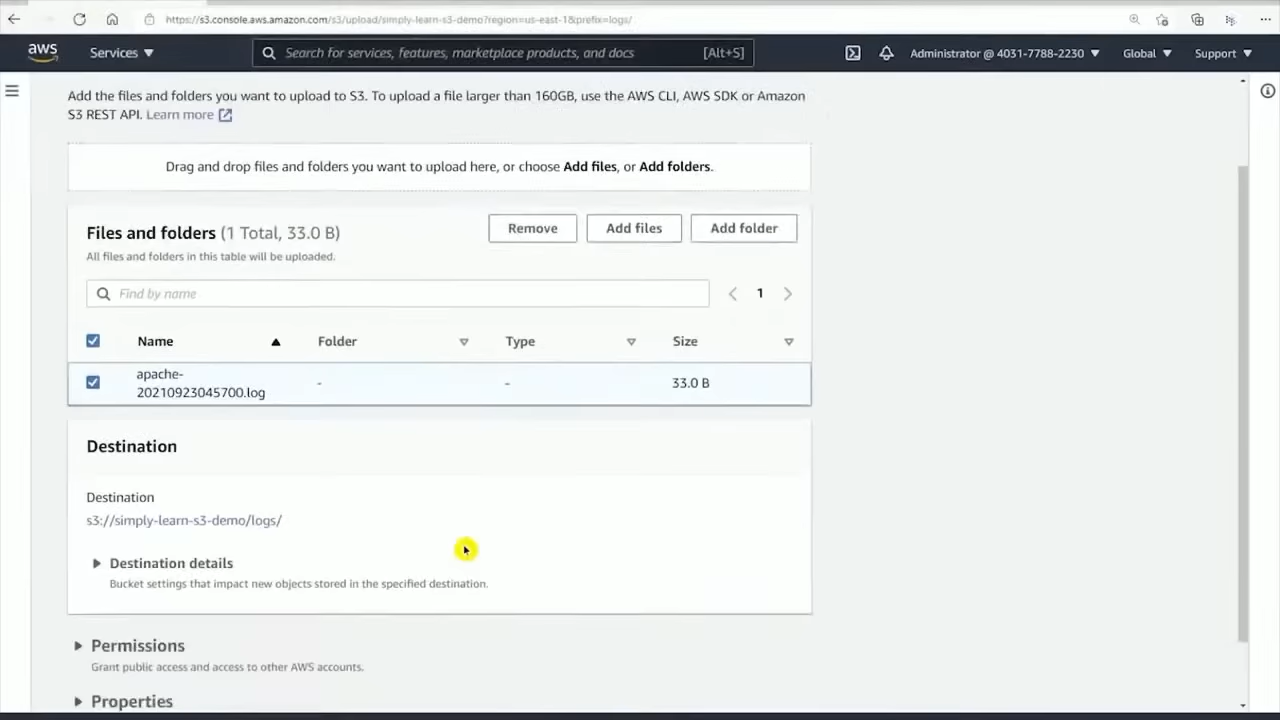 https://s3.console.aws.amazon.com/s3/upload/simply-learn-s3-demo?region=us-east-1&prefix=logs/
aws
Services
Search for services, features, marketplace products, and docs
[Alt+S]
Administrator @ 4031-7788-2230
Global
Support
Add the files and folders you want to upload to S3. To upload a file larger than 160GB, use the AWS CLI, AWS SDK or Amazon
S3 REST API. Learn more
Drag and drop files and folders you want to upload here, or choose Add files, or Add folders.
Files and folders (1 Total, 33.0 B)
Remove
Add files
Add folder
All files and folders in this table will be uploaded.
Find by name
1
Name
Folder
Type
Size
apache-
20210923045700.log
-
-
33.0 B
Destination
Destination
s3://simply-learn-s3-demo/logs/
Destination details
Bucket settings that impact new objects stored in the specified destination.
Permissions
Grant public access and access to other AWS accounts.
Properties